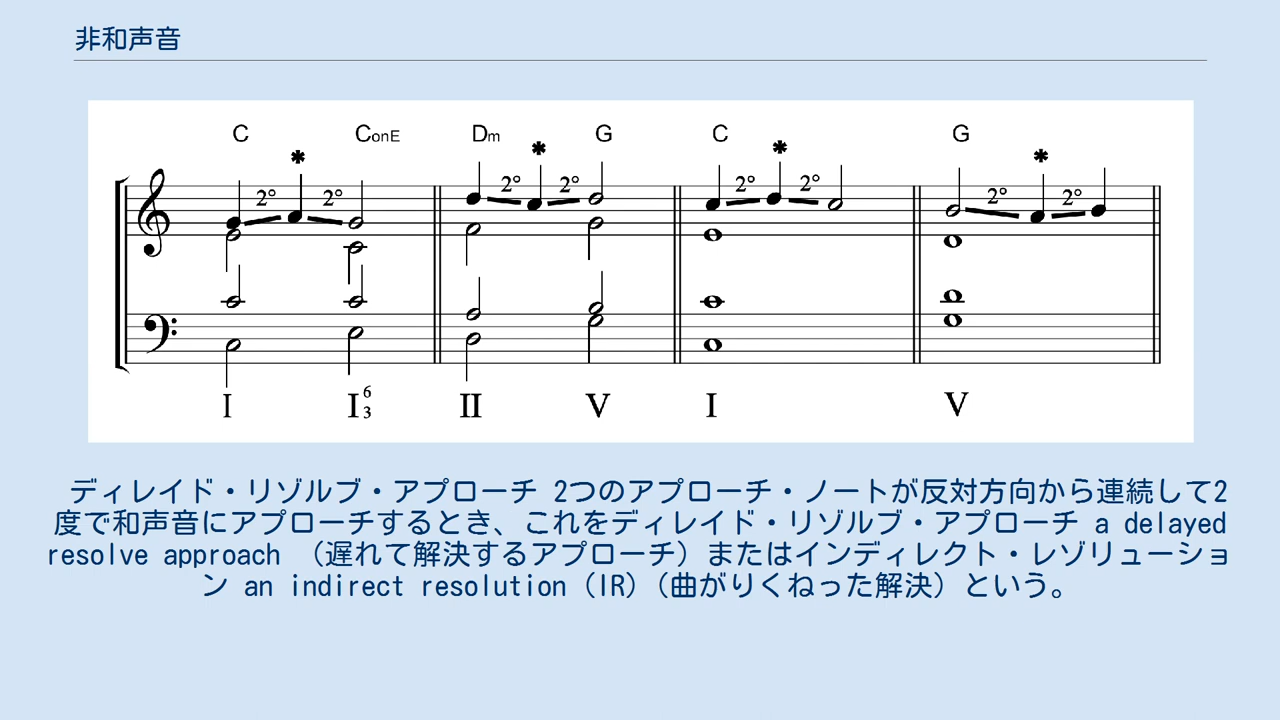 非和声音
C ConE Dm G C G
* * * *
2° 2° 2° 2° 2° 2° 2° 2°
I I 6 3 II V I V
ディレイド・リゾルブ・アプローチ 2つのアプローチ・ノートが反対方向から連続して2
度で和声音にアプローチするとき、これをディレイド・リゾルブ・アプローチ a delayed
resolve approach （遅れて解決するアプローチ）またはインディレクト・レゾリューショ
ン an indirect resolution（IR）（曲がりくねった解決）という。